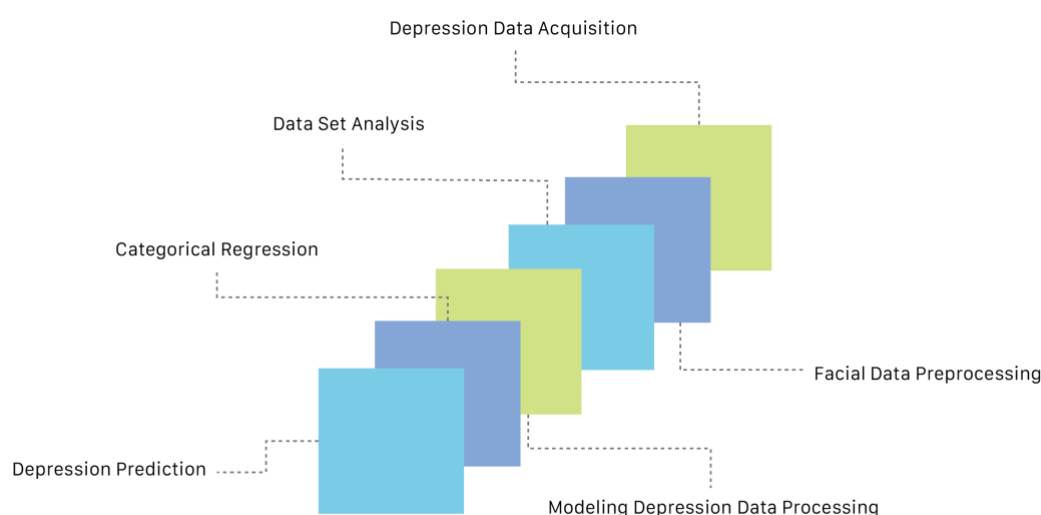 Depression Data Acquisition
Data Set Analysis
Categorical Regression
Facial Data Preprocessing
Depression Prediction
Modeling Depression Data Processing